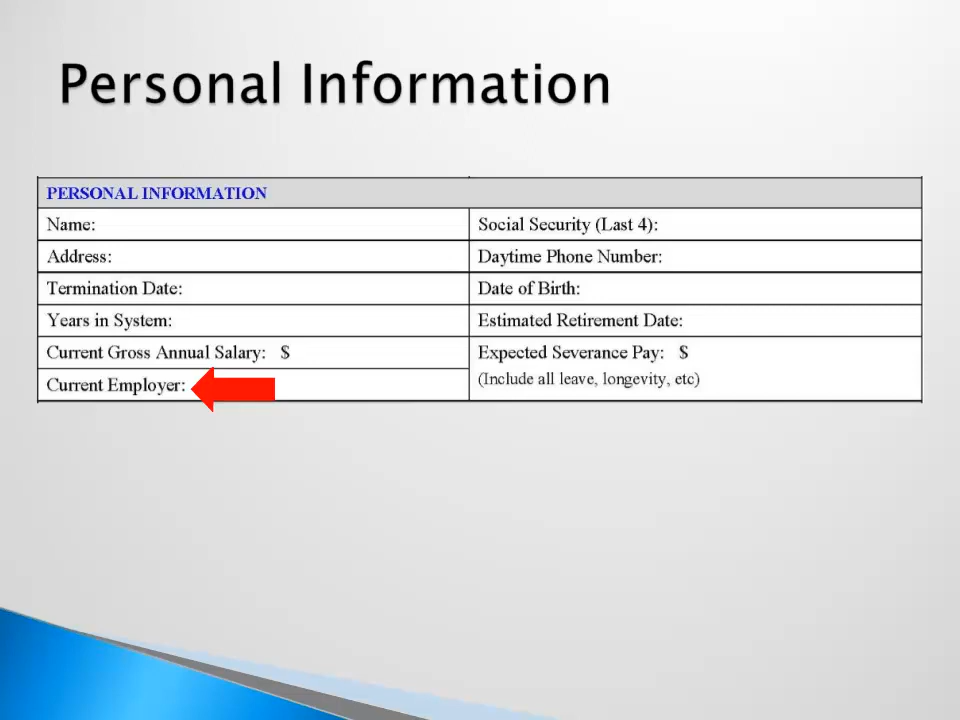 Personal Information
PERSONAL INFORMATION
Name:
Social Security (Last 4):
Address:
Daytime Phone Number:
Termination Date:
Date of Birth:
Years in System:
Estimated Retirement Date:
Current Gross Annual Salary: $
Expected Severance Pay: $
(Include all leave, longevity, etc)
Current Employer: